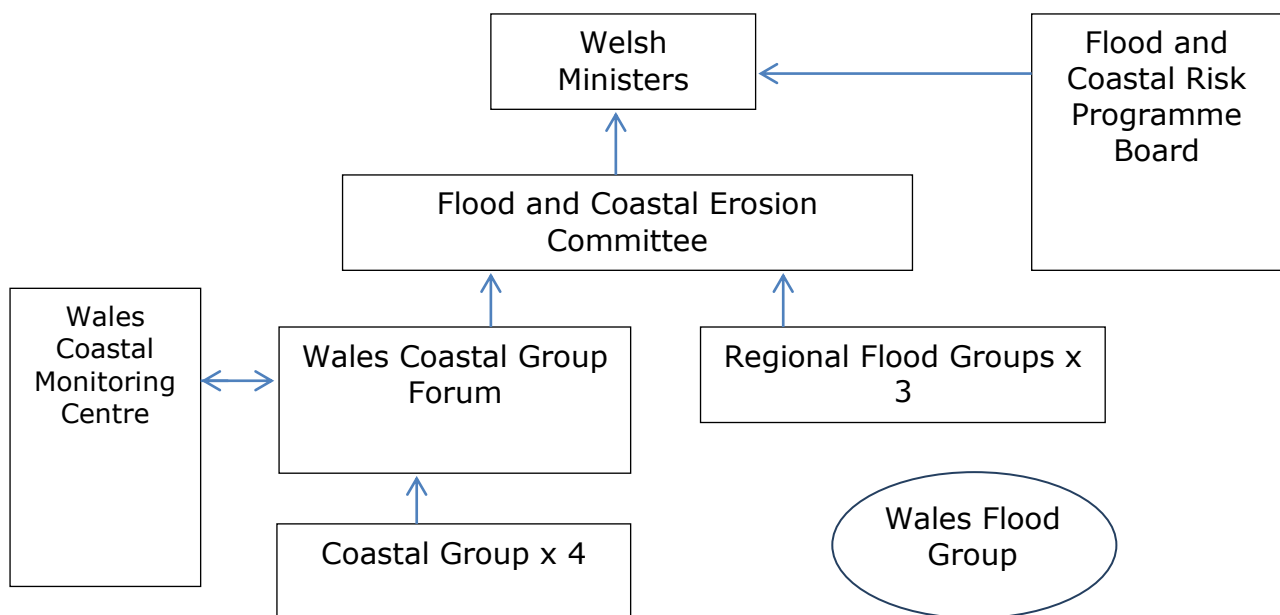 Welsh
Ministers
Flood and
Coastal Risk
Programme
Board
Flood and Coastal Erosion
Committee
Wales
Coastal
Monitoring
Centre
Wales Coastal Group
Forum
Regional Flood Groups x
3
Coastal Group x 4
Wales Flood
Group